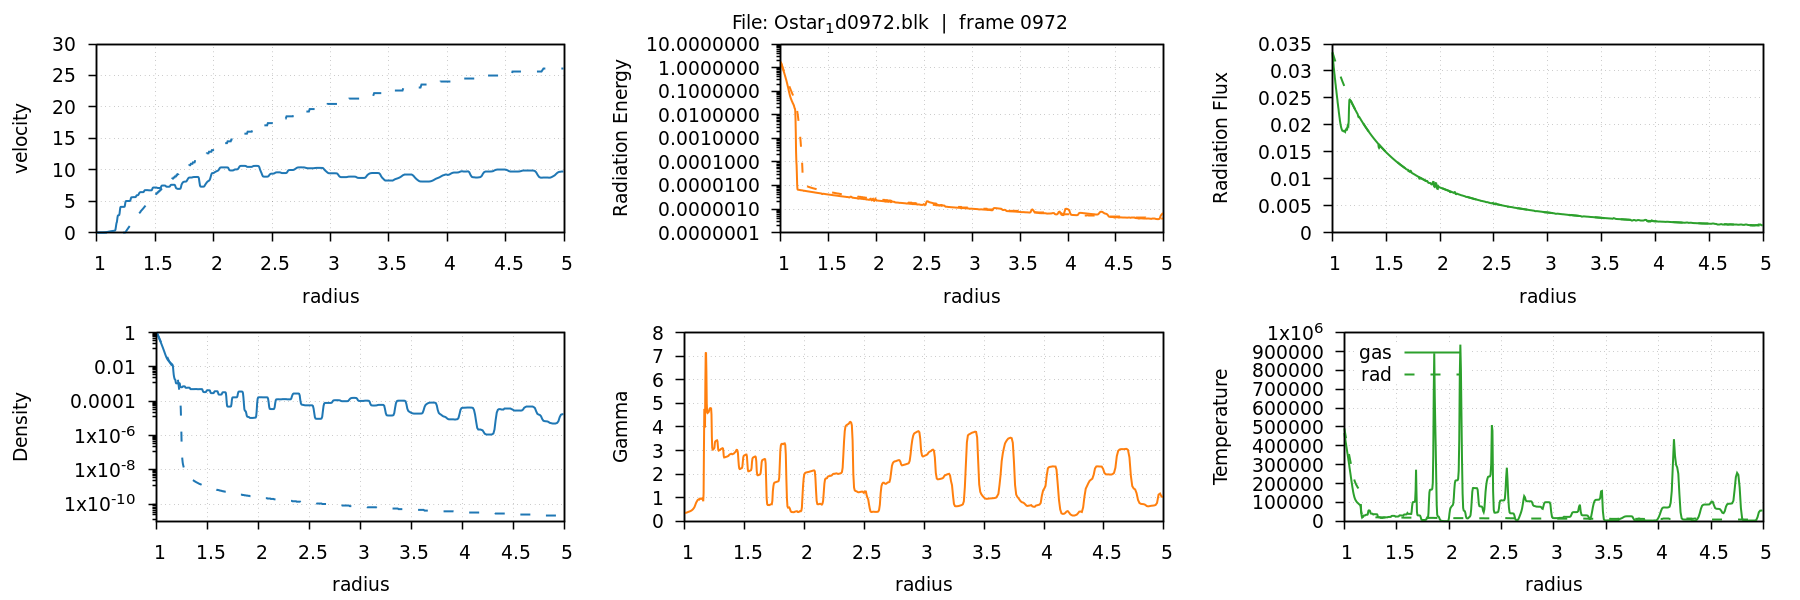 File: Ostar₁d0972.blk | frame 0972
velocity
30
25
20
15
10
5
0
1 1.5 2 2.5 3 3.5 4 4.5 5
radius
Radiation Energy
10.0000000
1.0000000
0.1000000
0.0100000
0.0010000
0.0001000
0.0000100
0.0000010
0.0000001
1 1.5 2 2.5 3 3.5 4 4.5 5
radius
Radiation Flux
0.035
0.03
0.025
0.02
0.015
0.01
0.005
0
1 1.5 2 2.5 3 3.5 4 4.5 5
radius
Density
1
0.01
0.0001
1x10⁻⁶
1x10⁻⁸
1x10⁻¹⁰
1 1.5 2 2.5 3 3.5 4 4.5 5
radius
Gamma
8
7
6
5
4
3
2
1
0
1 1.5 2 2.5 3 3.5 4 4.5 5
radius
Temperature
1x10⁶
900000
800000
700000
600000
500000
400000
300000
200000
100000
0
gas
rad
1 1.5 2 2.5 3 3.5 4 4.5 5
radius